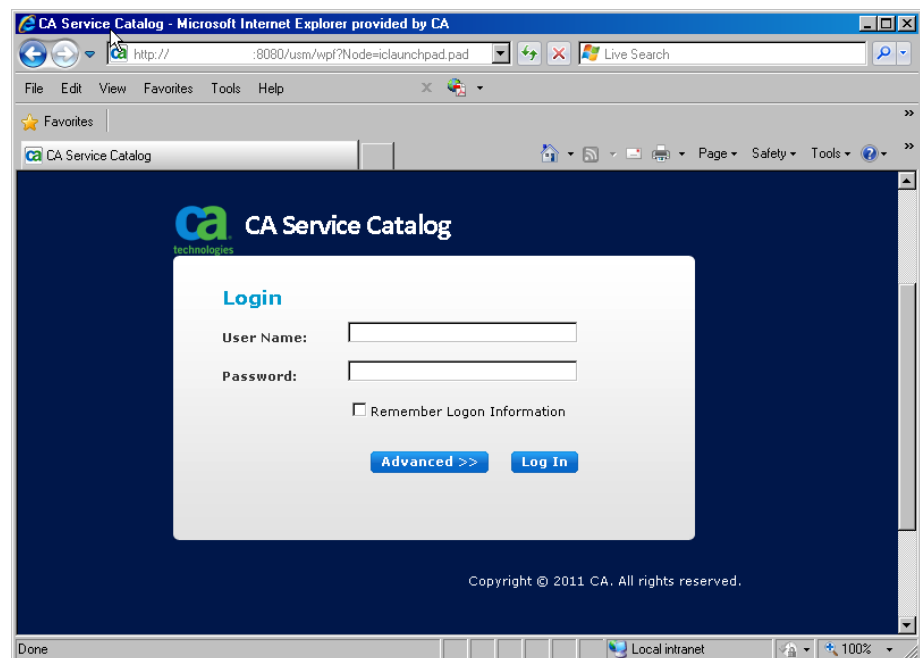 CA Service Catalog - Microsoft Internet Explorer provided by CA
http:// :8080/usm/wpf?Node=iclaunchpad.pad Live Search
File Edit View Favorites Tools Help
Favorites
CA Service Catalog Page Safety Tools
ca technologies
CA Service Catalog
Login
User Name:
Password:
Remember Logon Information
Advanced >> Log In
Copyright © 2011 CA. All rights reserved.
Done Local intranet 100%